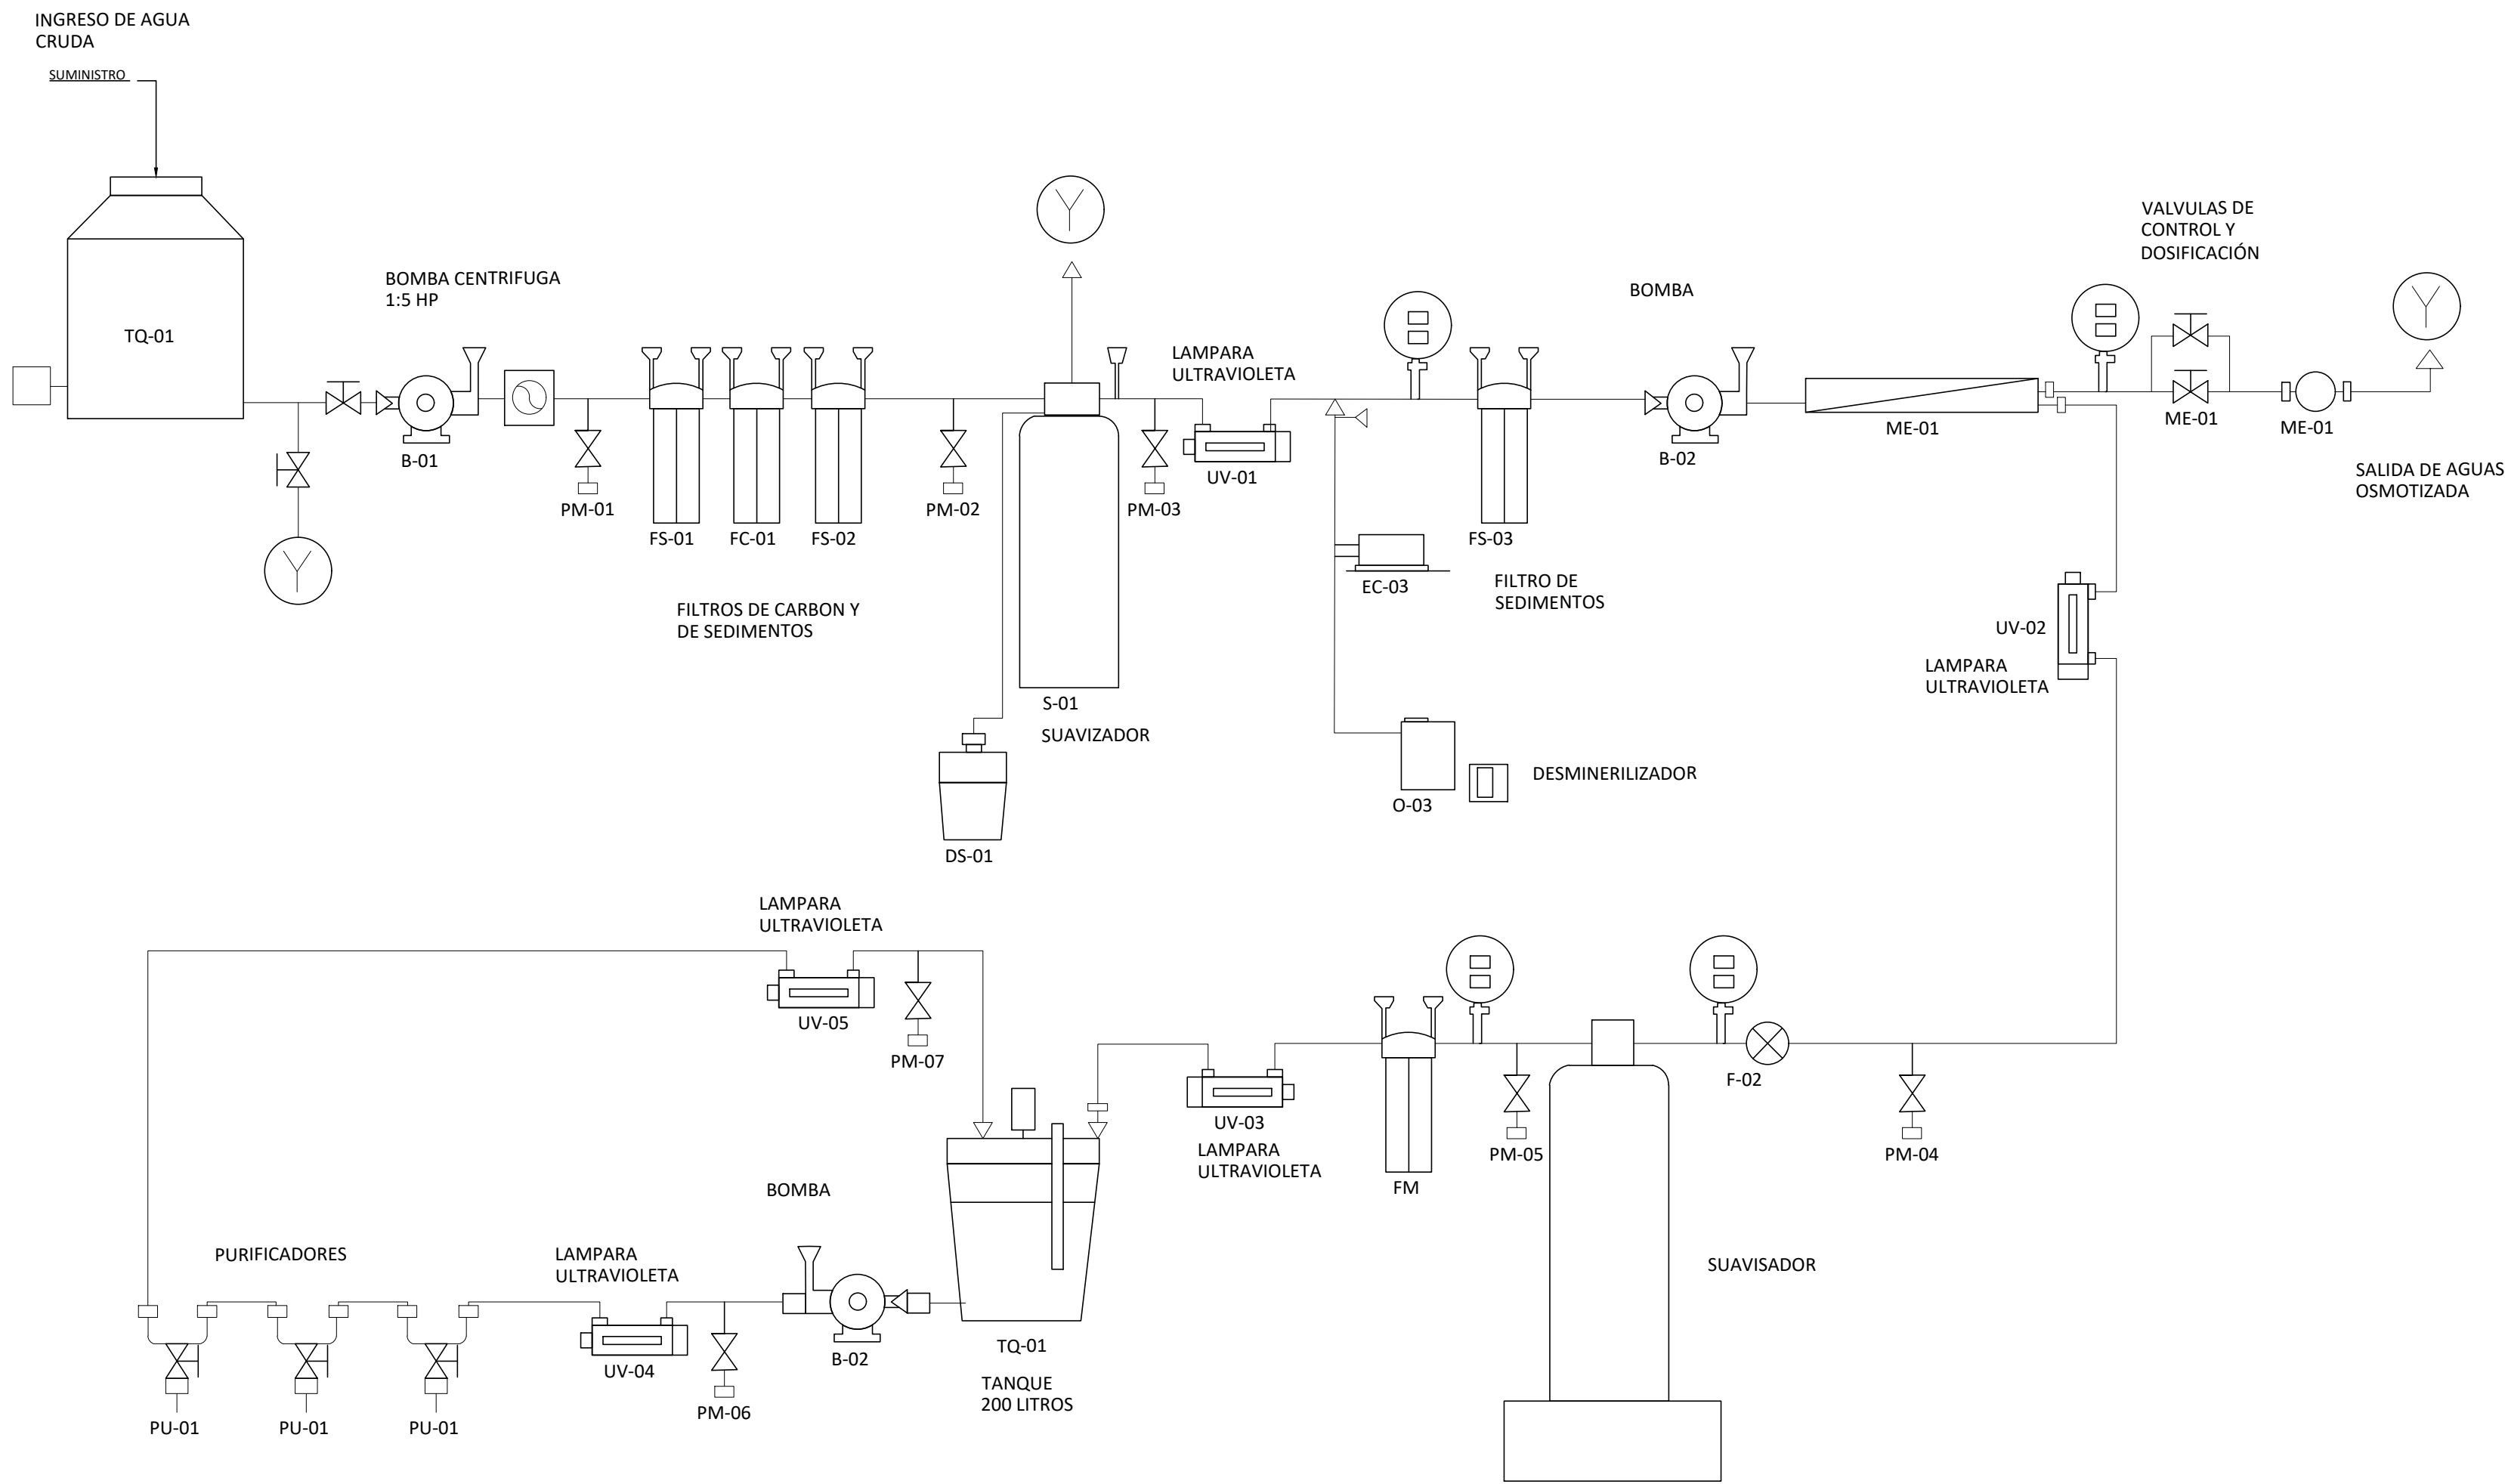 INGRESO DE AGUA
CRUDA
SUMINISTRO
TQ-01
BOMBA CENTRIFUGA
1:5 HP
B-01
PM-01
FS-01
FC-01
FS-02
FILTROS DE CARBON Y
DE SEDIMENTOS
PM-02
S-01
SUAVIZADOR
DS-01
PM-03
LAMPARA
ULTRAVIOLETA
UV-01
EC-03
O-03
DESMINERILIZADOR
FS-03
FILTRO DE
SEDIMENTOS
BOMBA
B-02
ME-01
VALVULAS DE
CONTROL Y
DOSIFICACIÓN
ME-01
ME-01
SALIDA DE AGUAS
OSMOTIZADA
UV-02
LAMPARA
ULTRAVIOLETA
PM-04
F-02
SUAVISADOR
PM-05
FM
UV-03
LAMPARA
ULTRAVIOLETA
LAMPARA
ULTRAVIOLETA
UV-05
PM-07
TQ-01
TANQUE
200 LITROS
BOMBA
B-02
PM-06
LAMPARA
ULTRAVIOLETA
UV-04
PURIFICADORES
PU-01
PU-01
PU-01